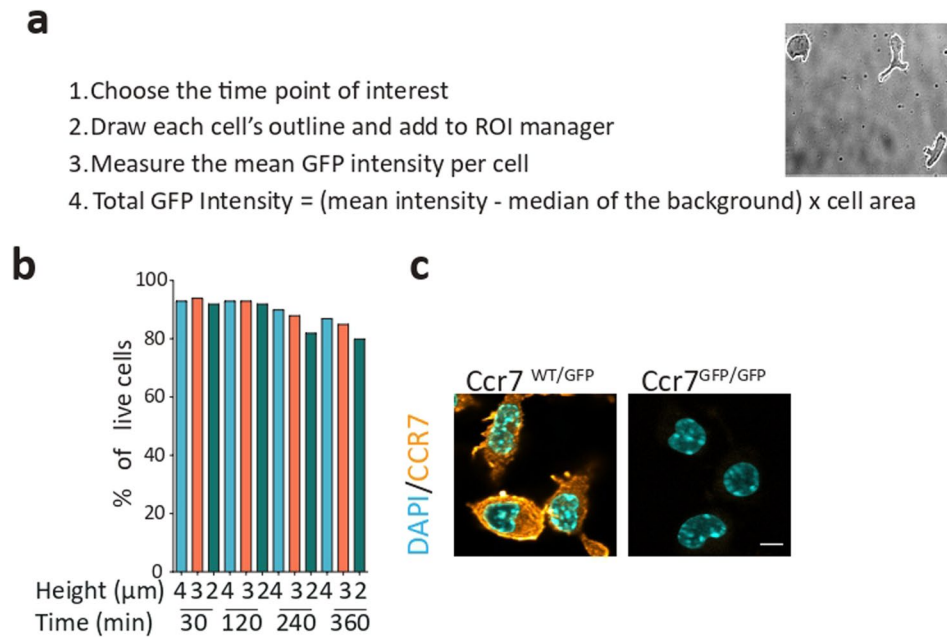 a
1. Choose the time point of interest
2. Draw each cell's outline and add to ROI manager
3. Measure the mean GFP intensity per cell
4. Total GFP Intensity = (mean intensity - median of the background) x cell area
b
% of live cells
100
80
60
40
20
0
Height (μm) 4 3 2 4 3 2 4 3 2 4 3 2
Time (min) 30 120 240 360
c
Ccr7 WT/GFP
Ccr7 GFP/GFP
DAPI/CCR7